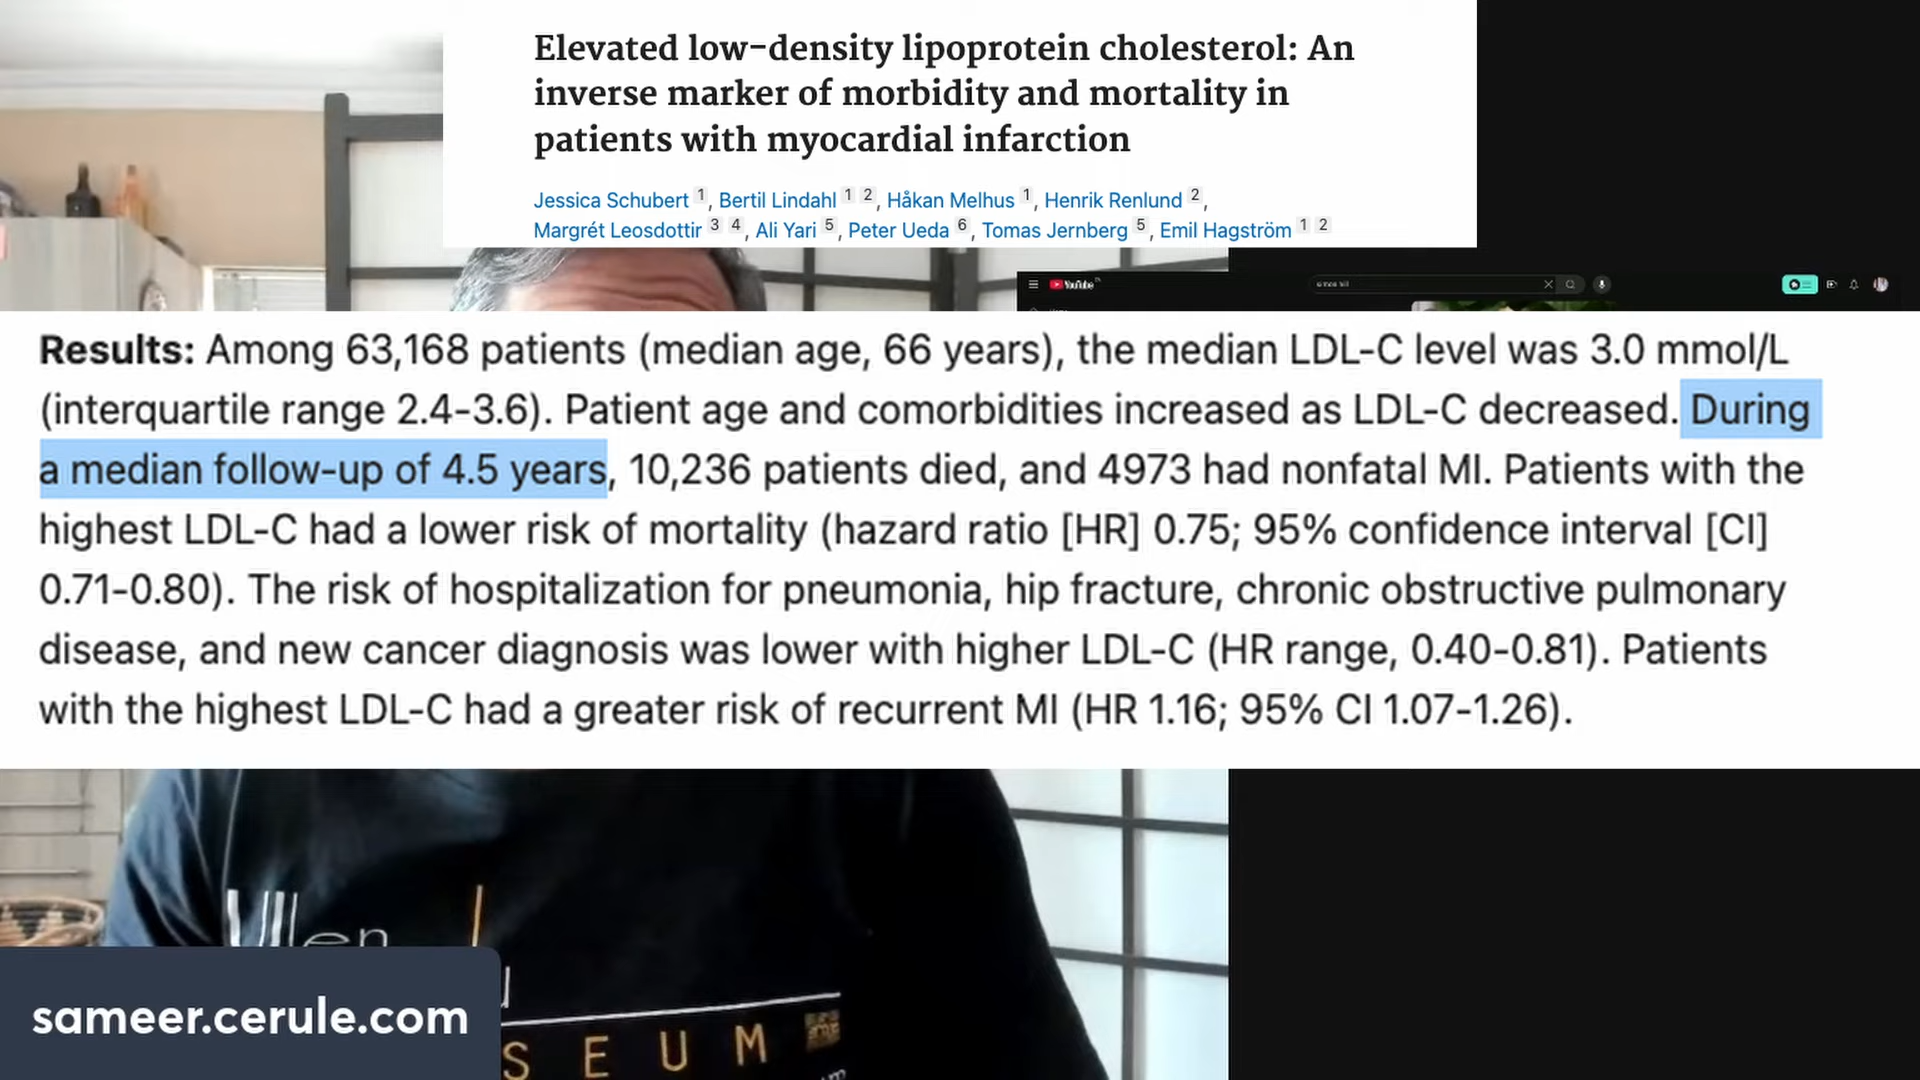 Elevated low-density lipoprotein cholesterol: An
inverse marker of morbidity and mortality in
patients with myocardial infarction
Jessica Schubert 1, Bertil Lindahl 1 2, Håkan Melhus 1, Henrik Renlund 2,
Margrét Leosdottir 3 4, Ali Yari 5, Peter Ueda 6, Tomas Jernberg 5, Emil Hagström 1 2
YouTube
Results: Among 63,168 patients (median age, 66 years), the median LDL-C level was 3.0 mmol/L
(interquartile range 2.4-3.6). Patient age and comorbidities increased as LDL-C decreased. During
a median follow-up of 4.5 years, 10,236 patients died, and 4973 had nonfatal MI. Patients with the
highest LDL-C had a lower risk of mortality (hazard ratio [HR] 0.75; 95% confidence interval [CI]
0.71-0.80). The risk of hospitalization for pneumonia, hip fracture, chronic obstructive pulmonary
disease, and new cancer diagnosis was lower with higher LDL-C (HR range, 0.40-0.81). Patients
with the highest LDL-C had a greater risk of recurrent MI (HR 1.16; 95% CI 1.07-1.26).
SEUM
sameer.cerule.com